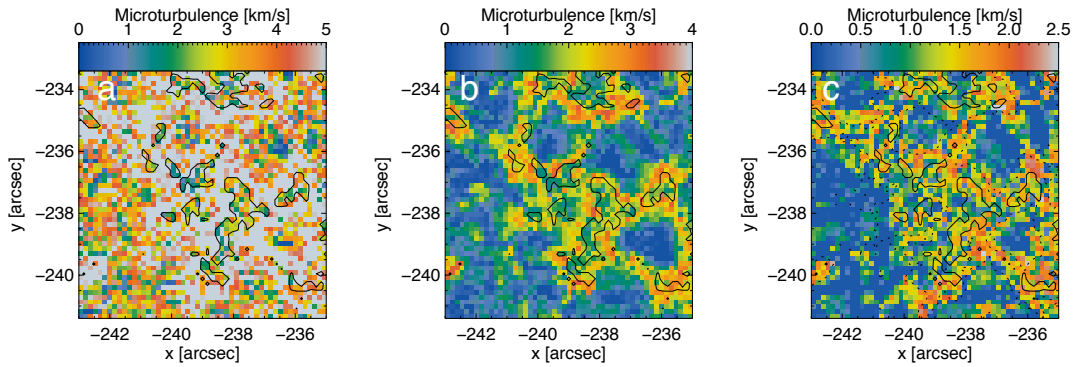 Microturbulence [km/s]
0 1 2 3 4 5
a
−234
−236
−238
−240
y [arcsec]
−242 −240 −238 −236
x [arcsec]
Microturbulence [km/s]
0 1 2 3 4
b
−234
−236
−238
−240
y [arcsec]
−242 −240 −238 −236
x [arcsec]
Microturbulence [km/s]
0.0 0.5 1.0 1.5 2.0 2.5
c
−234
−236
−238
−240
y [arcsec]
−242 −240 −238 −236
x [arcsec]